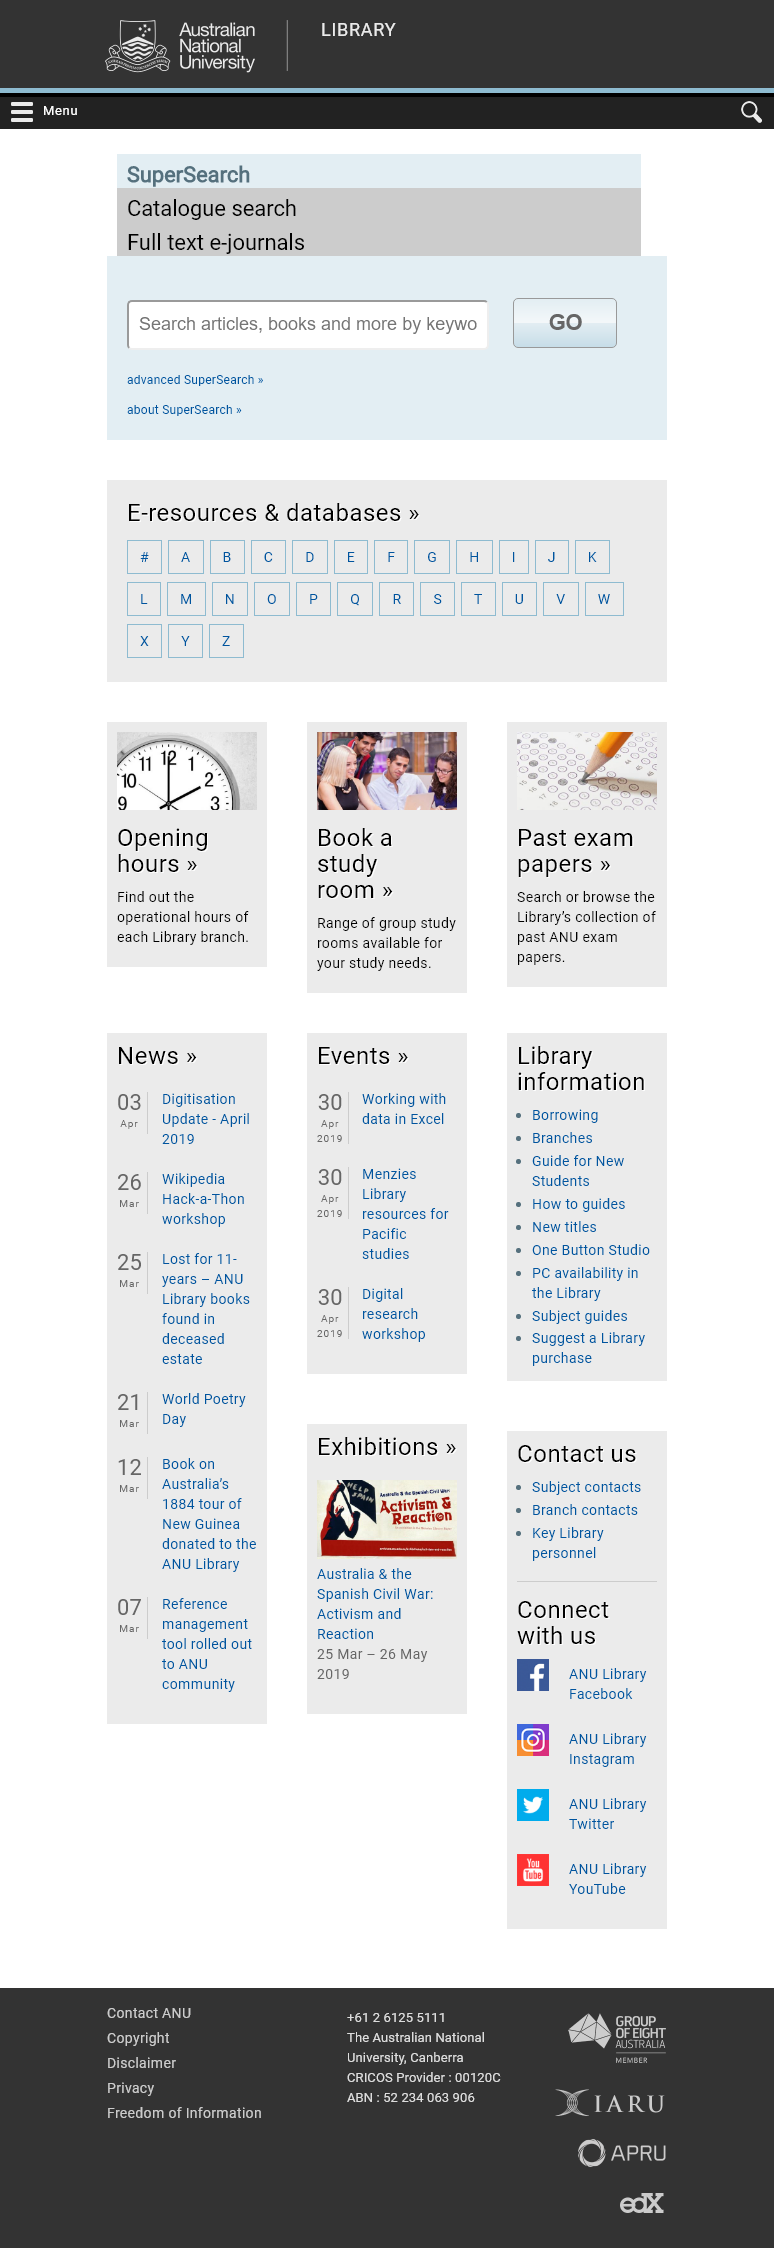 Australian
National
University
LIBRARY
Menu
SuperSearch
Catalogue search
Full text e-journals
Search articles, books and more by keywo
GO
advanced SuperSearch »
about SuperSearch »
E-resources & databases »
# A B C D E F G H I J K
L M N O P Q R S T U V W
X Y Z
Opening
hours »
Find out the
operational hours of
each Library branch.
Book a
study
room »
Range of group study
rooms available for
your study needs.
Past exam
papers »
Search or browse the
Library’s collection of
past ANU exam
papers.
News »
03 Apr
Digitisation
Update - April
2019
26 Mar
Wikipedia
Hack-a-Thon
workshop
25 Mar
Lost for 11-
years – ANU
Library books
found in
deceased
estate
21 Mar
World Poetry
Day
12 Mar
Book on
Australia’s
1884 tour of
New Guinea
donated to the
ANU Library
07 Mar
Reference
management
tool rolled out
to ANU
community
Events »
30 Apr 2019
Working with
data in Excel
30 Apr 2019
Menzies
Library
resources for
Pacific
studies
30 Apr 2019
Digital
research
workshop
Exhibitions »
HELP
SPAIN
Australia & the Spanish Civil War:
Activism &
Reaction
Australia & the
Spanish Civil War:
Activism and
Reaction
25 Mar – 26 May
2019
Library
information
Borrowing
Branches
Guide for New
Students
How to guides
New titles
One Button Studio
PC availability in
the Library
Subject guides
Suggest a Library
purchase
Contact us
Subject contacts
Branch contacts
Key Library
personnel
Connect
with us
ANU Library
Facebook
ANU Library
Instagram
ANU Library
Twitter
You
Tube
ANU Library
YouTube
Contact ANU
Copyright
Disclaimer
Privacy
Freedom of Information
+61 2 6125 5111
The Australian National
University, Canberra
CRICOS Provider : 00120C
ABN : 52 234 063 906
GROUP
OF EIGHT
AUSTRALIA
MEMBER
IARU
APRU
edX